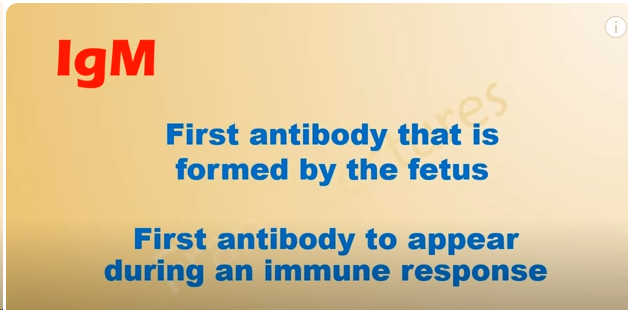 IgM
First antibody that is
formed by the fetus
First antibody to appear
during an immune response